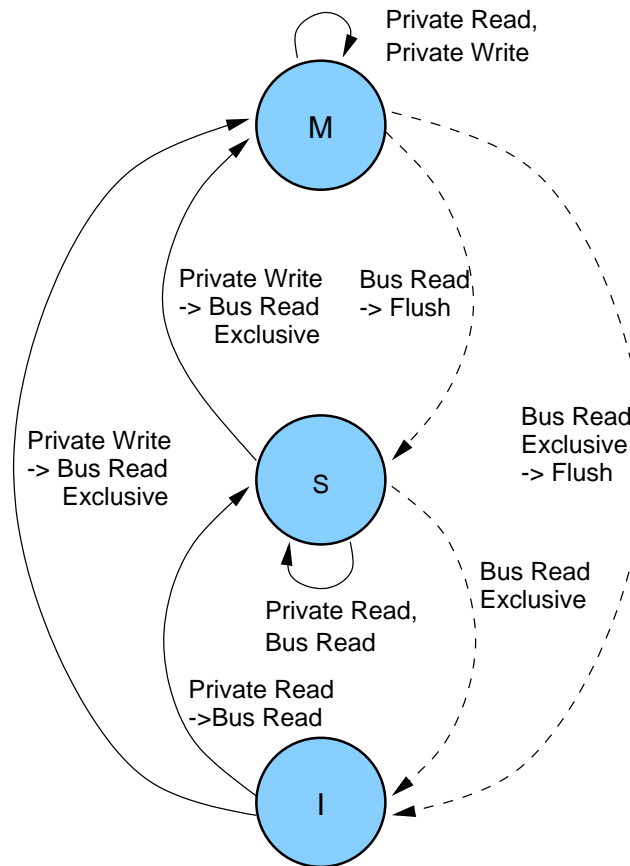 Private Read,
Private Write
M
Private Write
-> Bus Read
Exclusive
Bus Read
-> Flush
Private Write
-> Bus Read
Exclusive
Bus Read
Exclusive
-> Flush
S
Private Read,
Bus Read
Bus Read
Exclusive
Private Read
->Bus Read
I